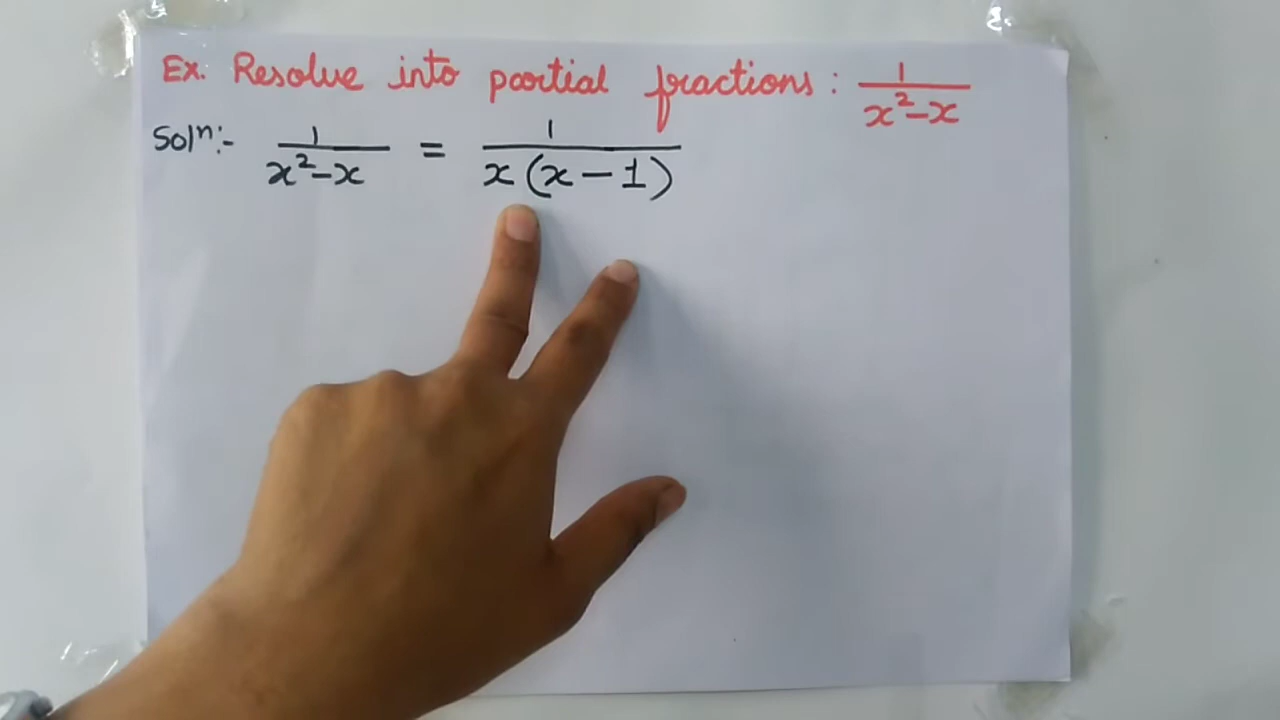 Ex. Resolve into partial fractions : 1/(x²-x)
Solⁿ:- 1/(x²-x) = 1/(x(x-1))